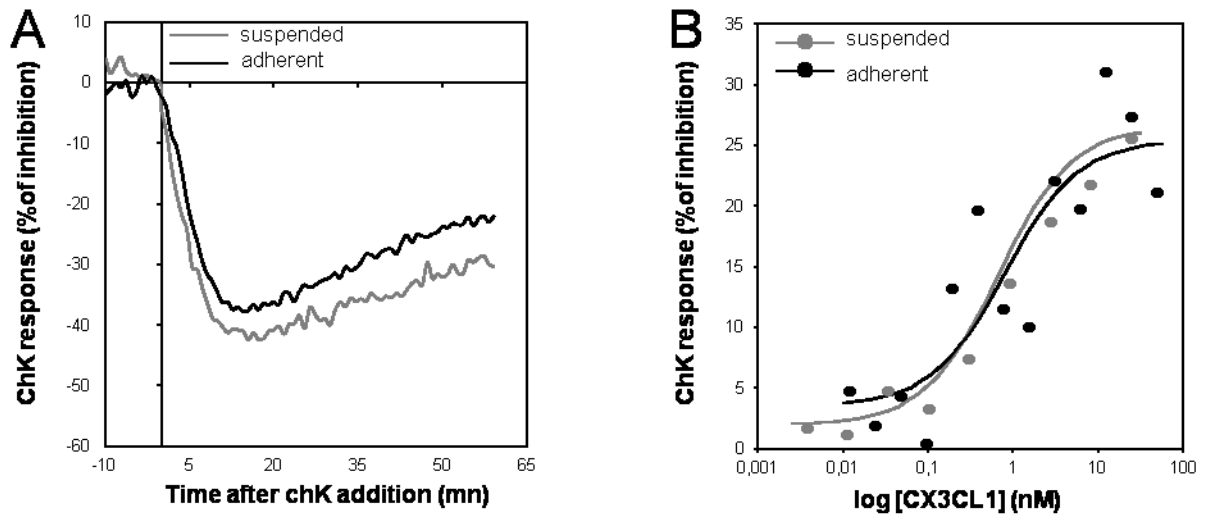 A
ChK response (% of inhibition)
10
0
-10
-20
-30
-40
-50
-60
suspended
adherent
-10 5 20 35 50 65
Time after chK addition (mn)
B
ChK response (% of inhibition)
35
30
25
20
15
10
5
0
suspended
adherent
0,001 0,01 0,1 1 10 100
log [CX3CL1] (nM)